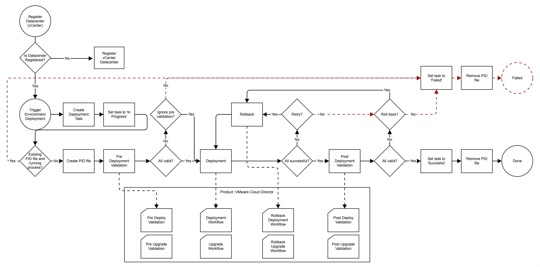 Register
Datacenter
(vCenter)
Is Datacenter
Registered?
No
Register
vCenter
Datacenter
Yes
Set task to
'Failed'
Remove PID
file
Failed
Trigger
Environment
Deployment
Create
Deployment
Task
Set task to "In
Progress"
Ignore pre
validation?
No
Yes
Rollback
Yes
Retry?
No
Roll back?
Yes
No
Existing
PID file and
running
process?
Yes
No
Create PID file
Pre
Deployment
Validation
All valid?
No
Yes
Deployment
All successful?
No
Yes
Post
Deployment
Validation
All valid?
No
Yes
Set task to
'Succesful'
Remove PID
file
Done
Product: VMware Cloud Director
Pre Deploy
Validation
Deployment
Workflow
Rollback
Deployment
Workflow
Post Deploy
Validation
Pre Upgrade
Validation
Upgrade
Workflow
Rollback
Upgrade
Workflow
Post Upgrade
Validation